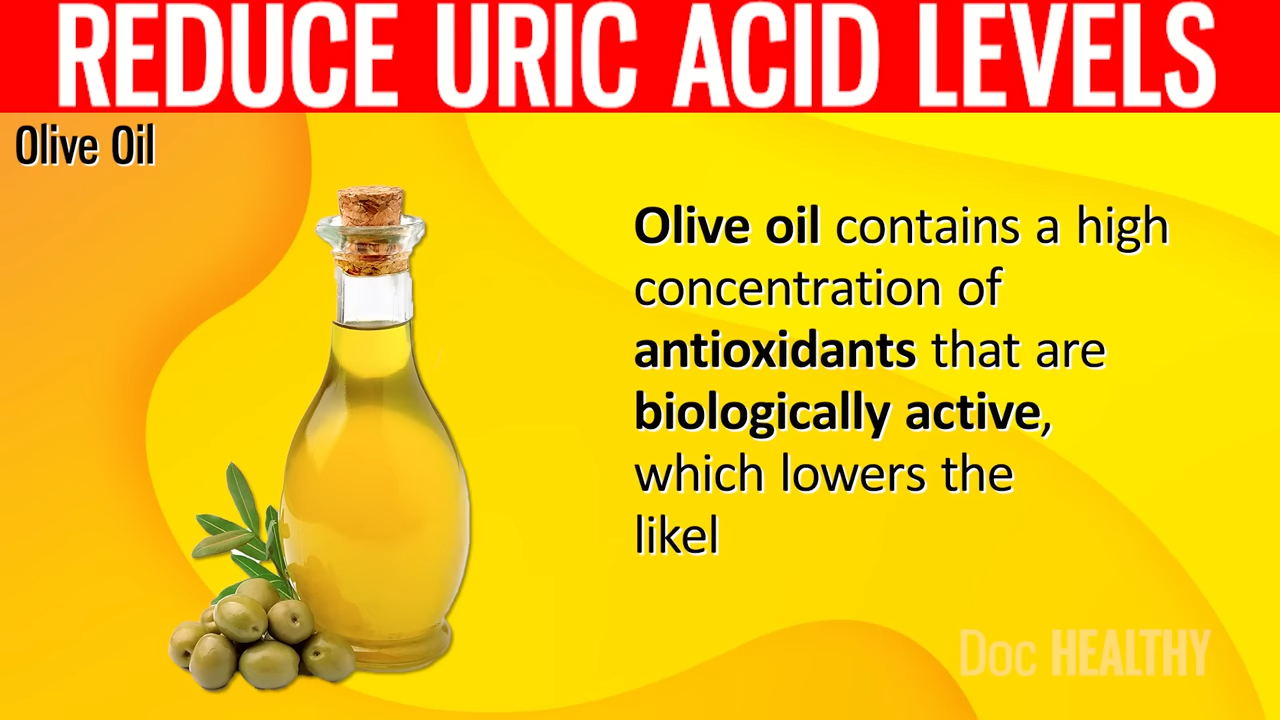 REDUCE URIC ACID LEVELS
Olive Oil
Olive oil contains a high
concentration of
antioxidants that are
biologically active,
which lowers the
likel
Doc HEALTHY